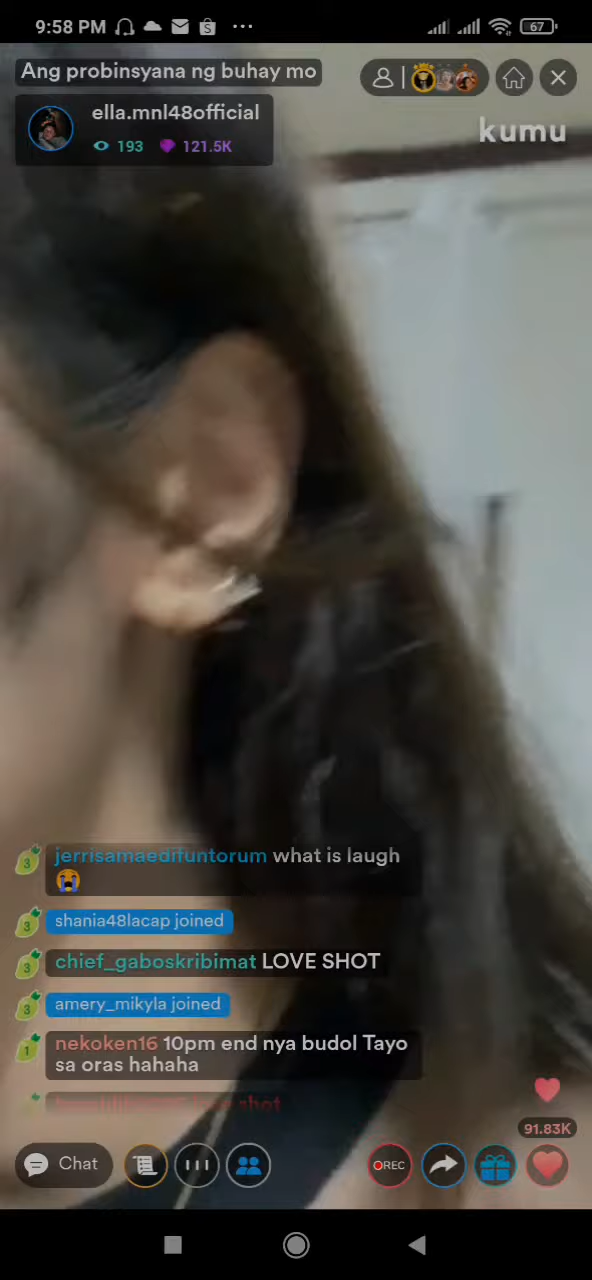 9:58 PM
67
Ang probinsyana ng buhay mo
ella.mnl48official
193
121.5K
kumu
jerrisamaedifuntorum what is laugh
😭
shania48lacap joined
chief_gaboskribimat LOVE SHOT
amery_mikyla joined
nekoken16 10pm end nya budol Tayo
sa oras hahaha
love shot
91.83K
Chat
REC